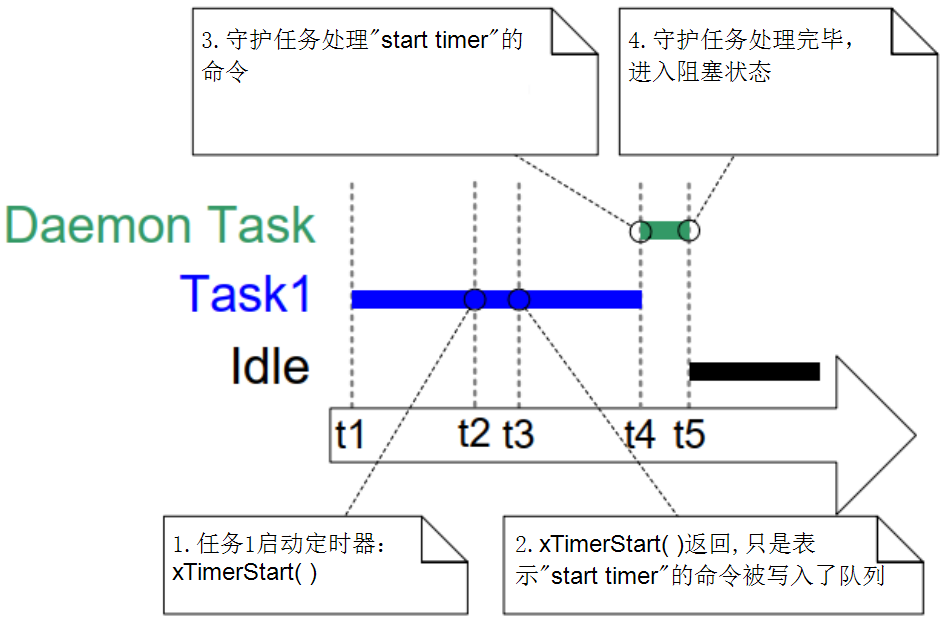 3.守护任务处理"start timer"的
命令
4.守护任务处理完毕，
进入阻塞状态
Daemon Task
Task1
Idle
t1 t2 t3 t4 t5
1.任务1启动定时器:
xTimerStart( )
2.xTimerStart( )返回,只是表
示"start timer"的命令被写入了队列